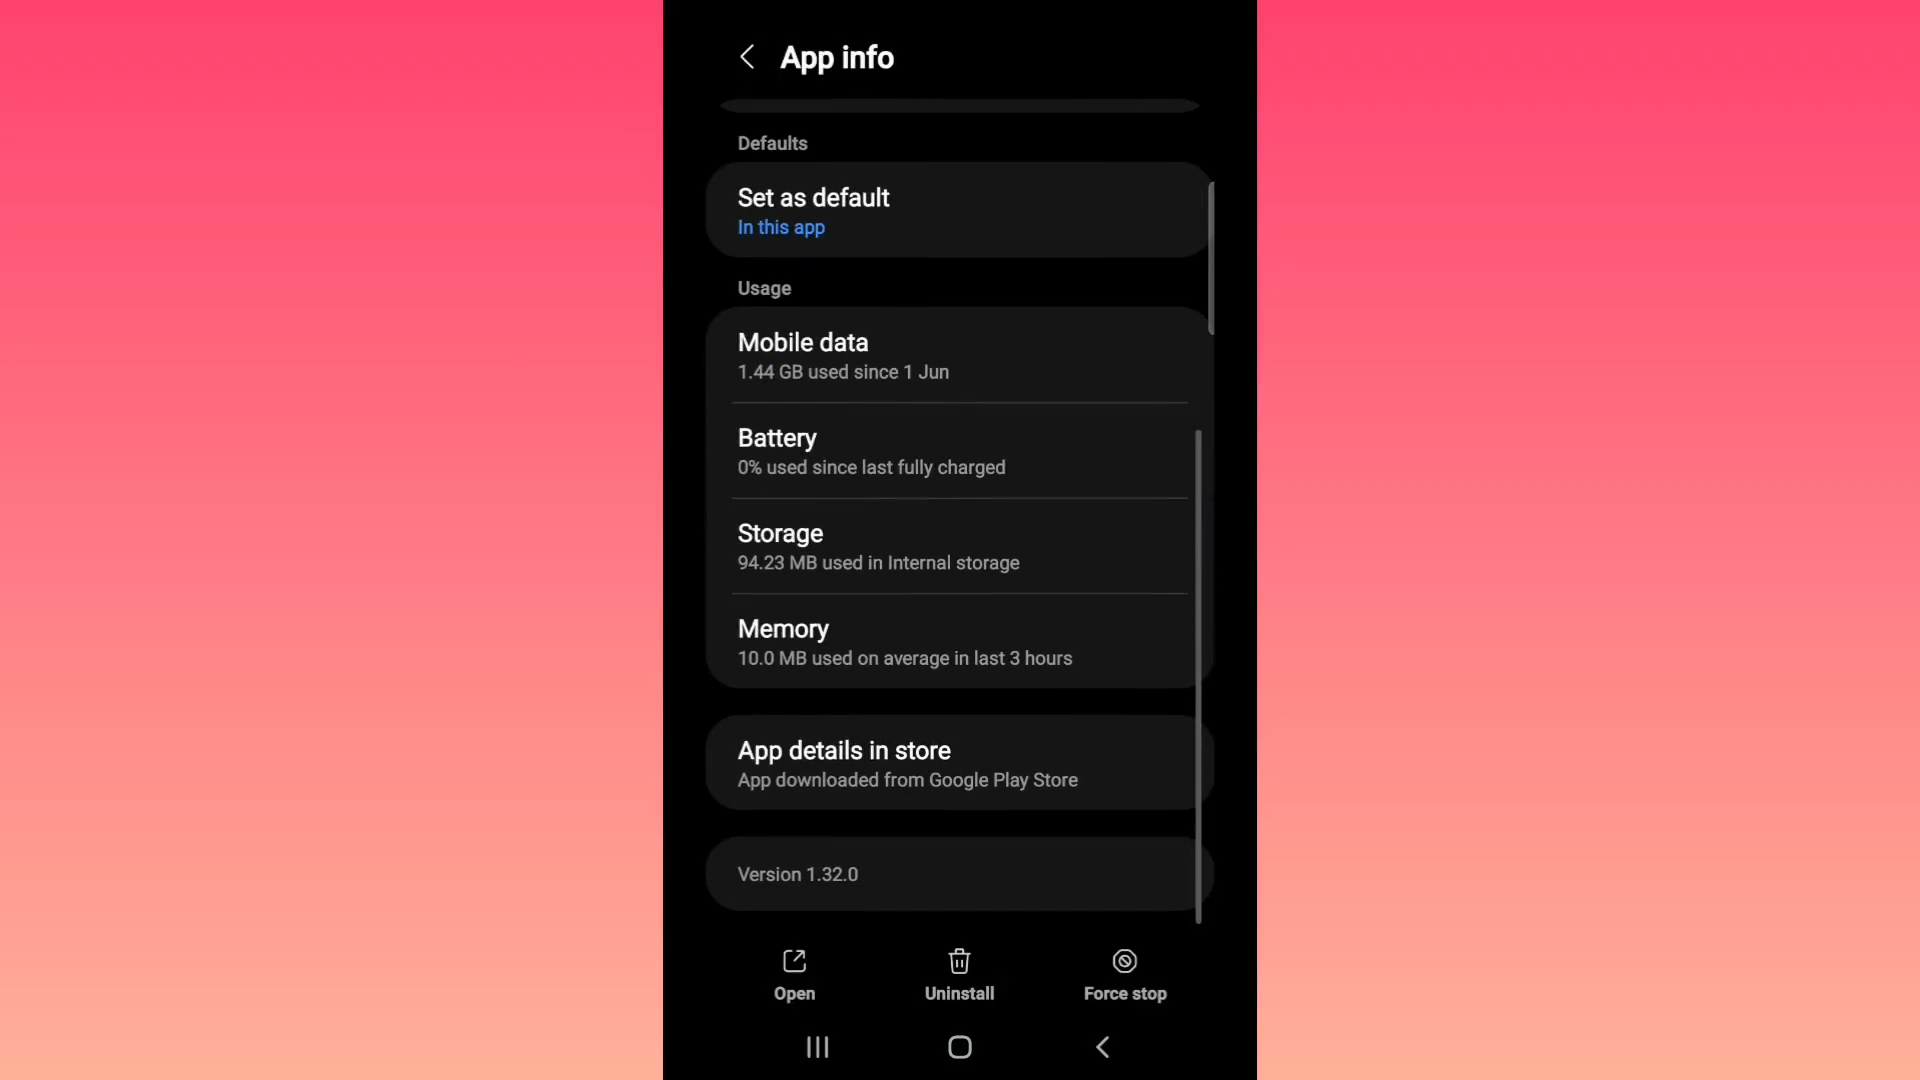 App info
Defaults
Set as default
In this app
Usage
Mobile data
1.44 GB used since 1 Jun
Battery
0% used since last fully charged
Storage
94.23 MB used in Internal storage
Memory
10.0 MB used on average in last 3 hours
App details in store
App downloaded from Google Play Store
Version 1.32.0
Open
Uninstall
Force stop